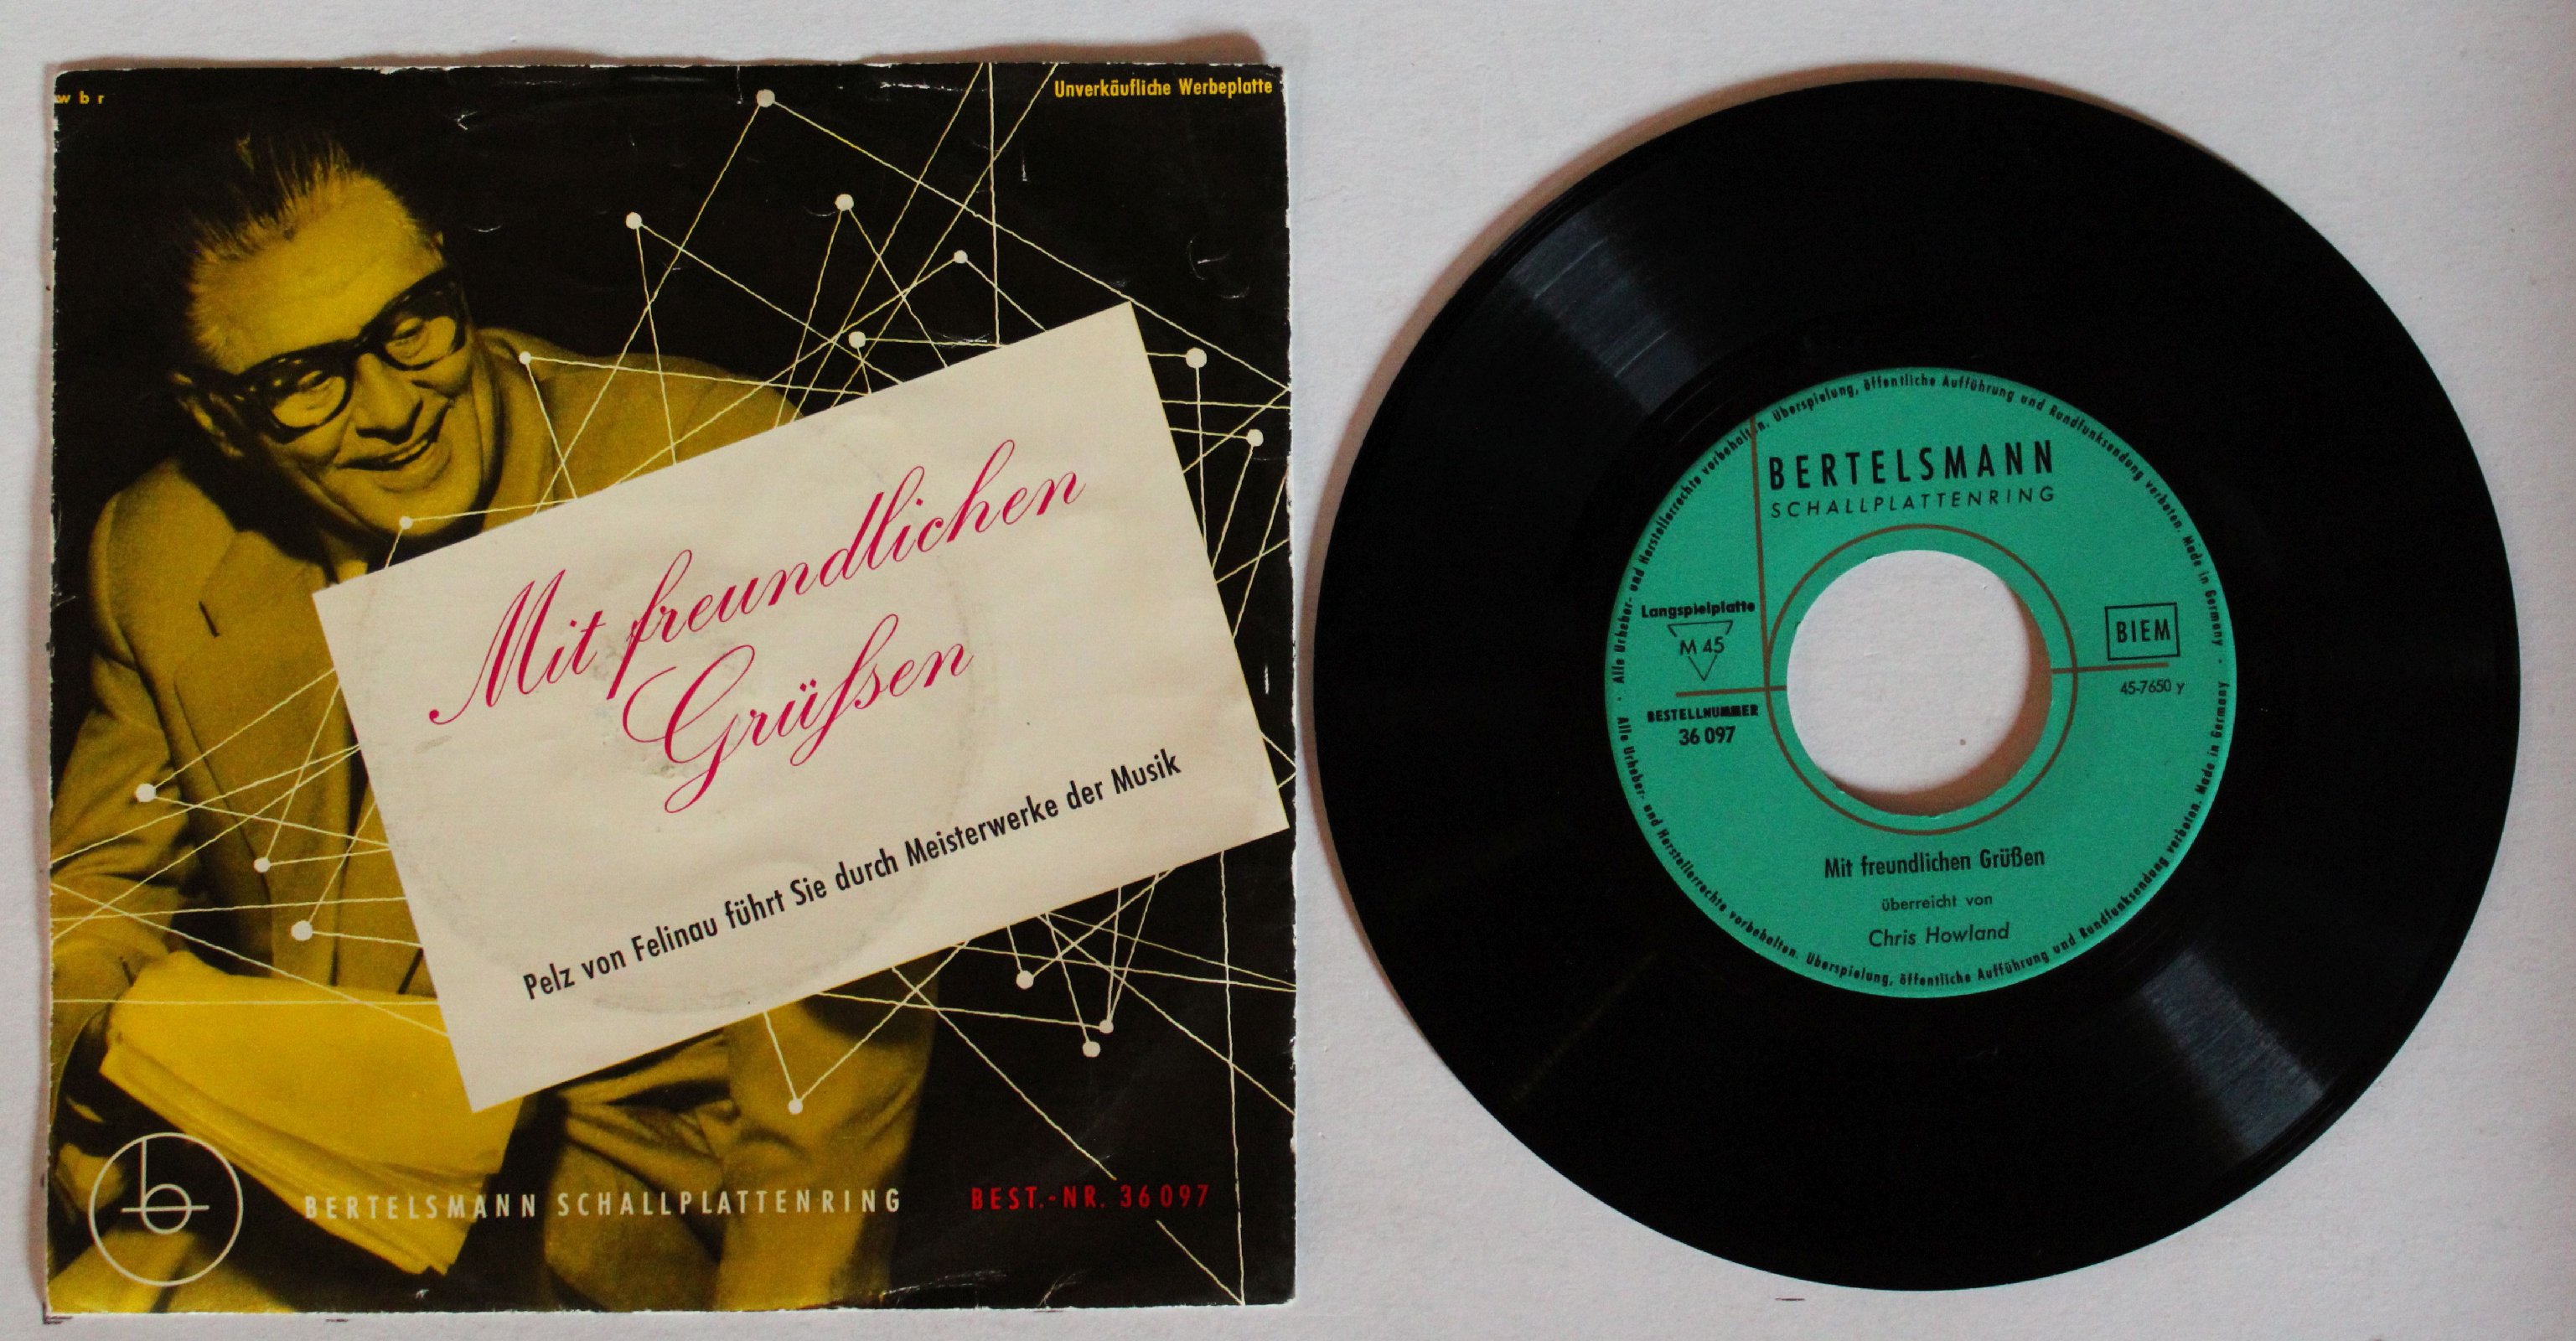 w b r
Unverkäufliche Werbeplatte
Mit freundlichen
Grüßen
Pelz von Felinau führt Sie durch Meisterwerke der Musik
b
BERTELSMANN SCHALLPLATTENRING
BEST.-NR. 36097
BERTELSMANN
SCHALLPLATTENRING
Langspielplatte
M 45
BIEM
45-7650 y
BESTELLNUMMER
36 097
Mit freundlichen Grüßen
überreicht von
Chris Howland
· Alle Urheber- und Herstellerrechte vorbehalten. Überspielung, öffentliche Aufführung und Rundfunksendung verboten. Made in Germany ·
Alle Urheber- und Herstellerrechte vorbehalten. Überspielung, öffentliche Aufführung und Rundfunksendung verboten. Made in Germany